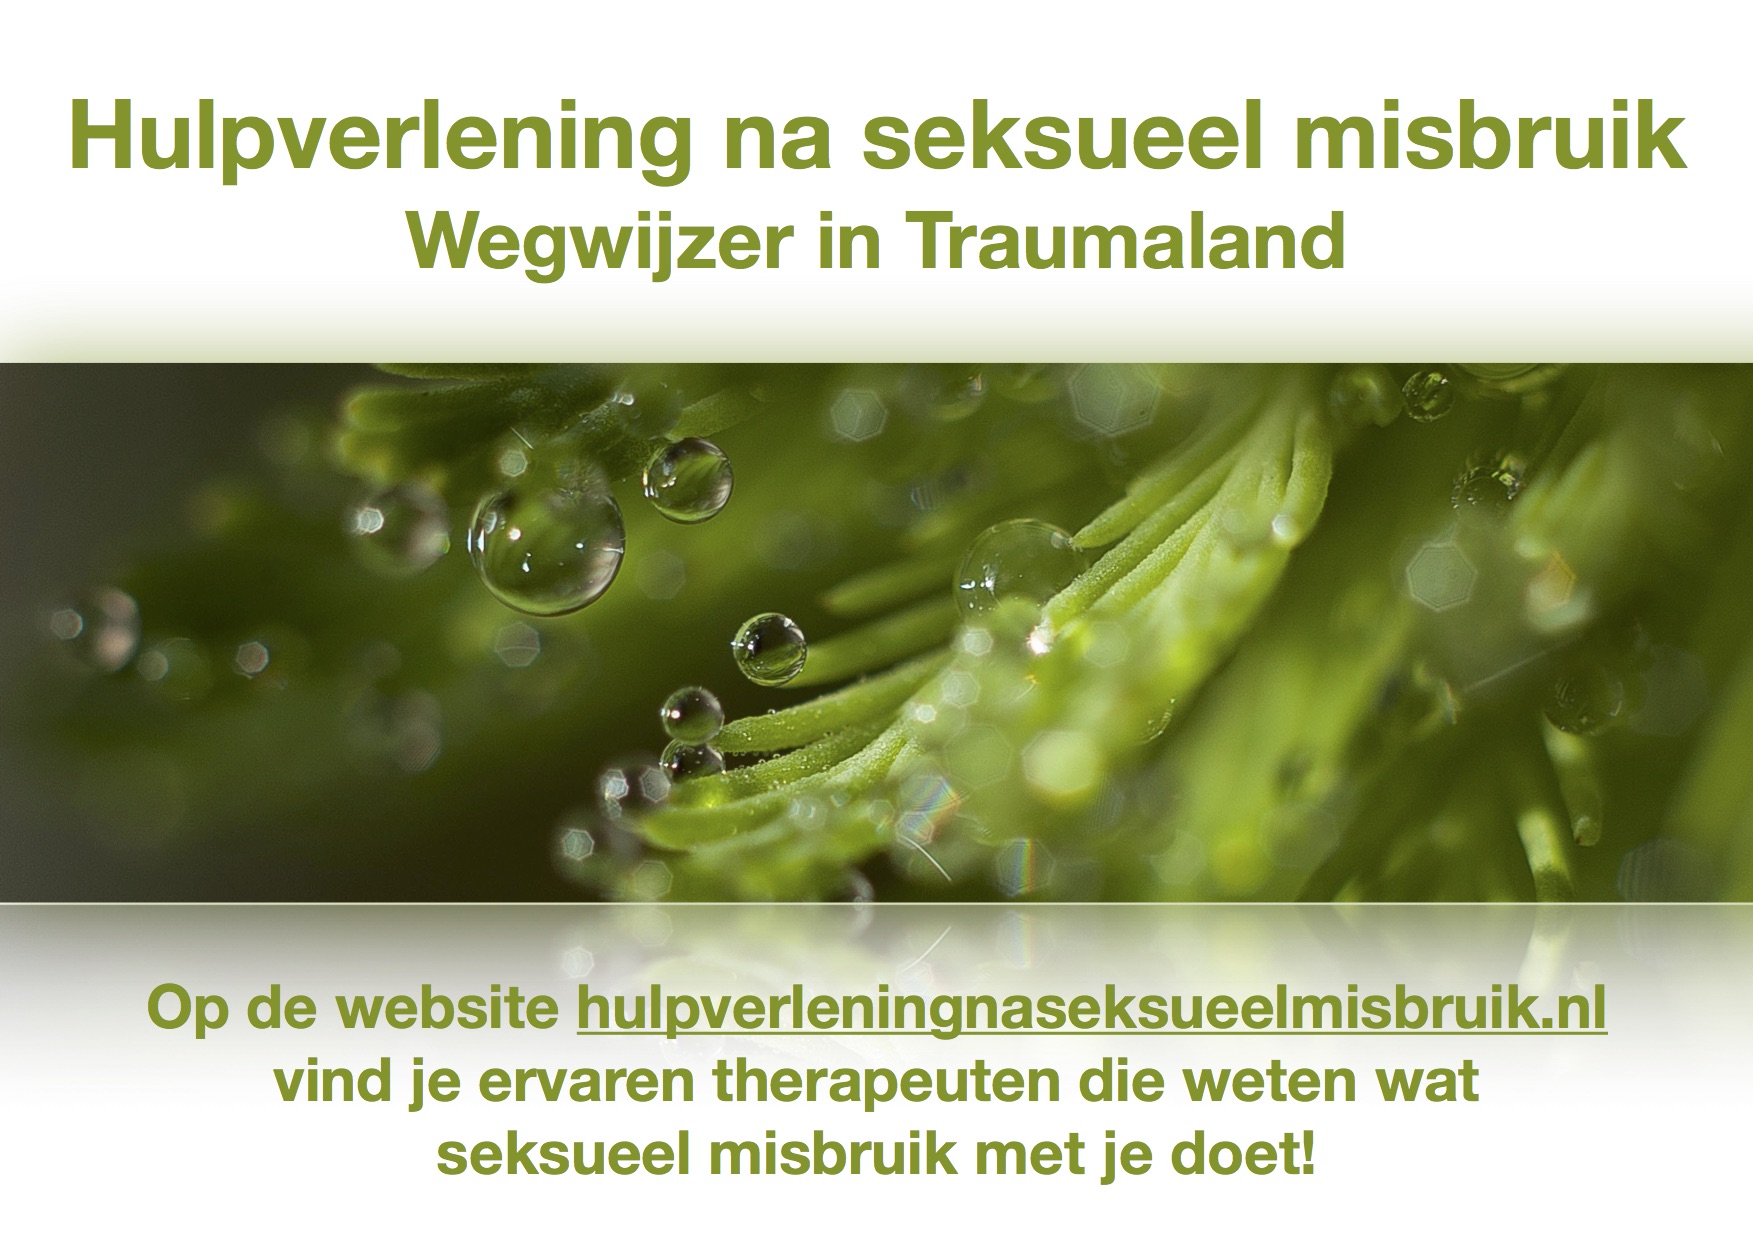 Hulpverlening na seksueel misbruik
Wegwijzer in Traumaland
Op de website hulpverleningnaseksueelmisbruik.nl
vind je ervaren therapeuten die weten wat
seksueel misbruik met je doet!